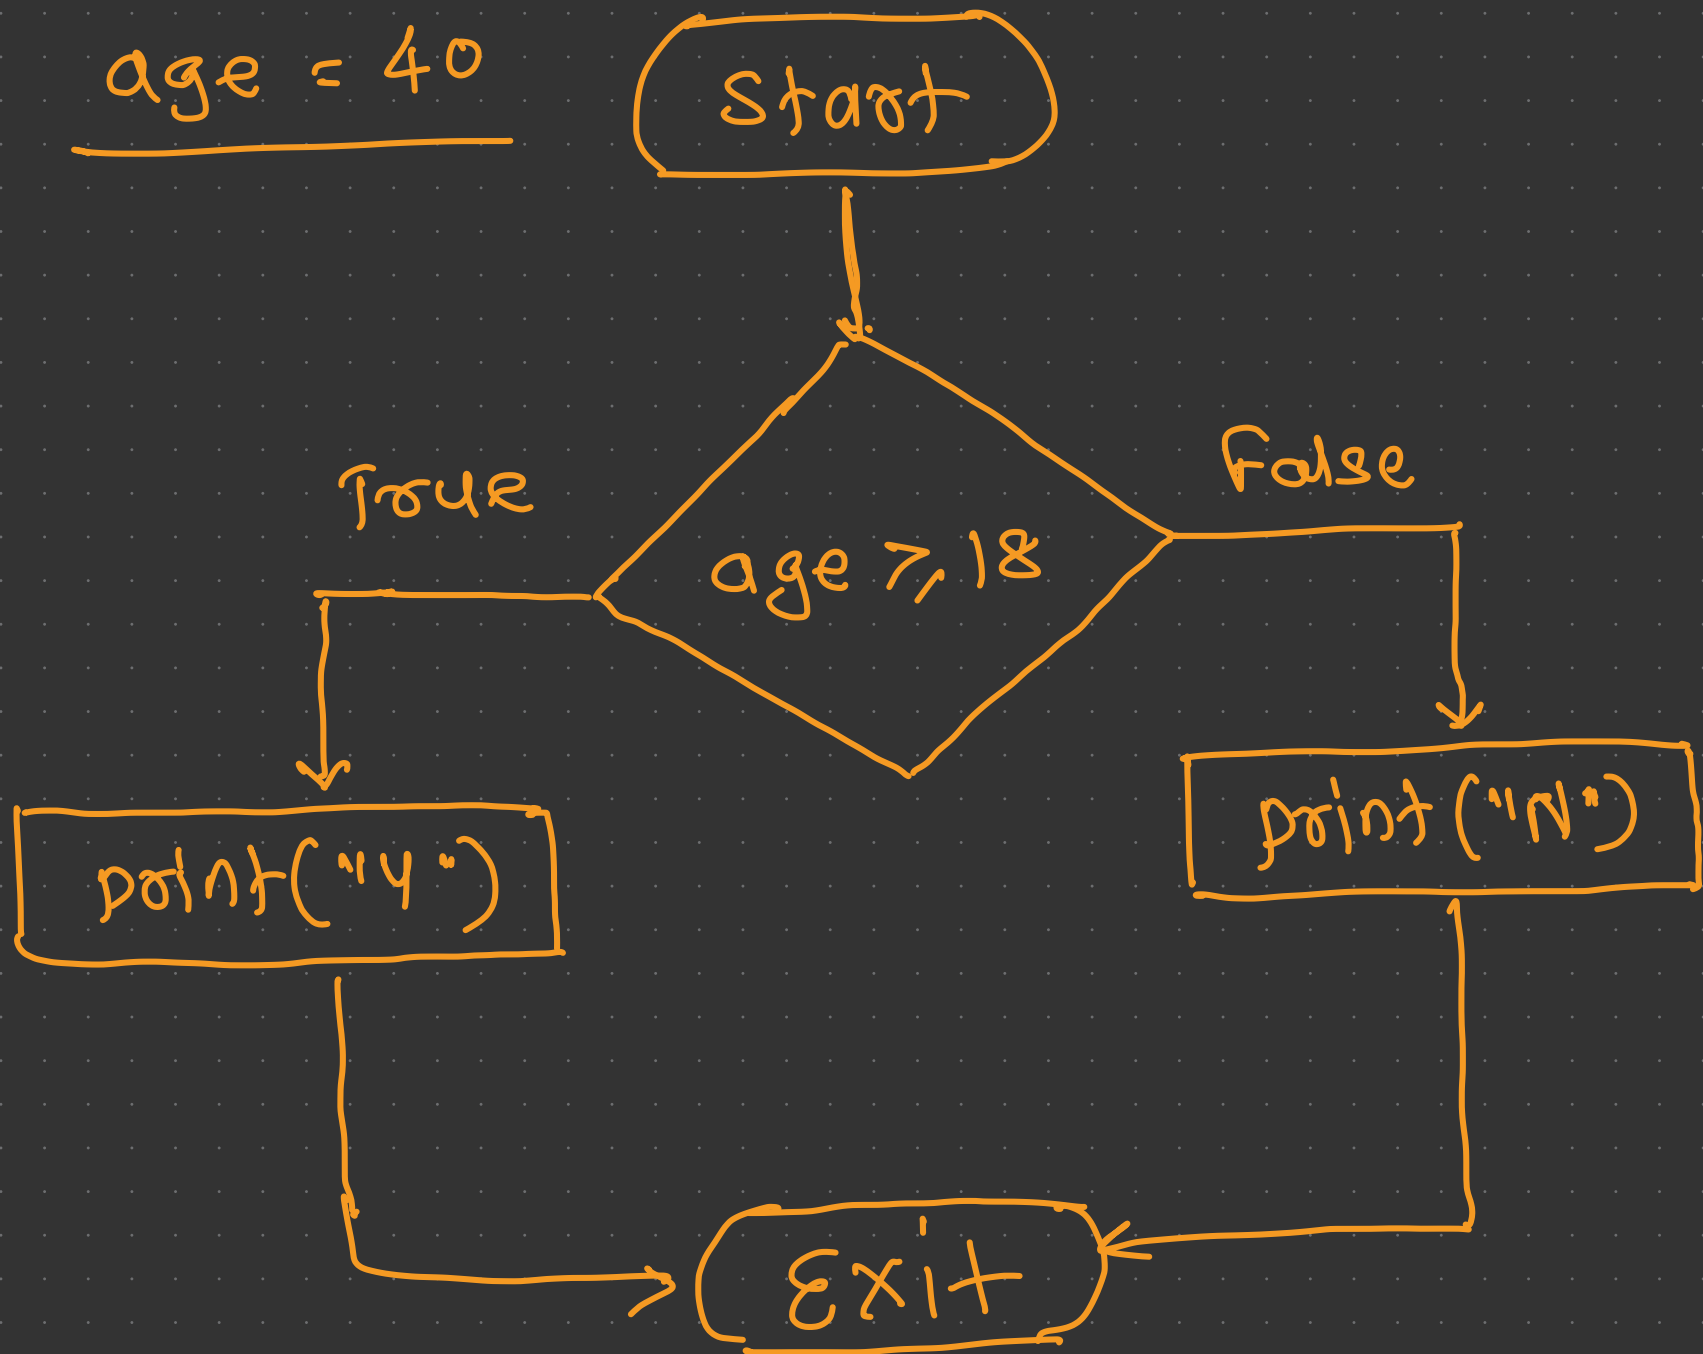 age = 40
Start
True
False
age ⩾ 18
print("Y")
print("N")
Exit